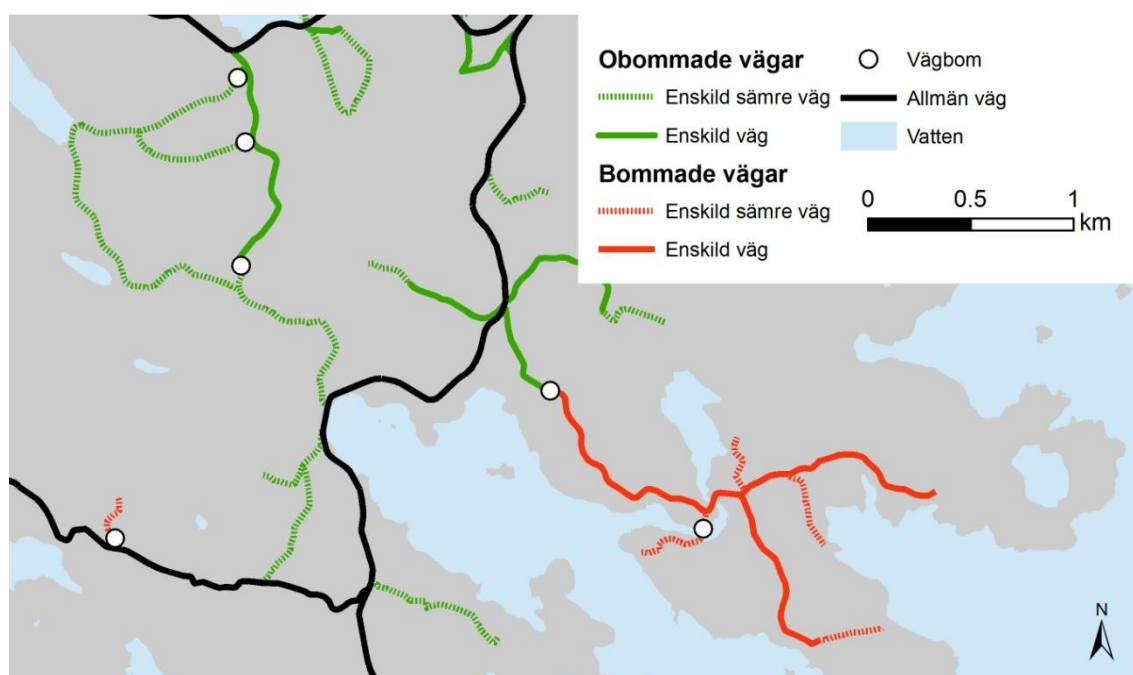 Obommade vägar
Enskild sämre väg
Enskild väg
Bommade vägar
Enskild sämre väg
Enskild väg
Vägbom
Allmän väg
Vatten
0 0.5 1
km
N